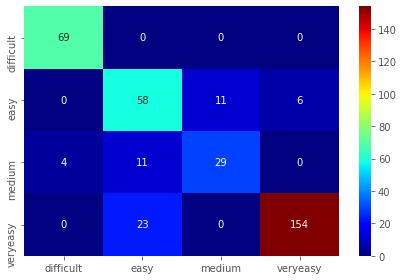 difficult 69 0 0 0
easy 0 58 11 6
medium 4 11 29 0
veryeasy 0 23 0 154
difficult easy medium veryeasy
140
120
100
80
60
40
20
0